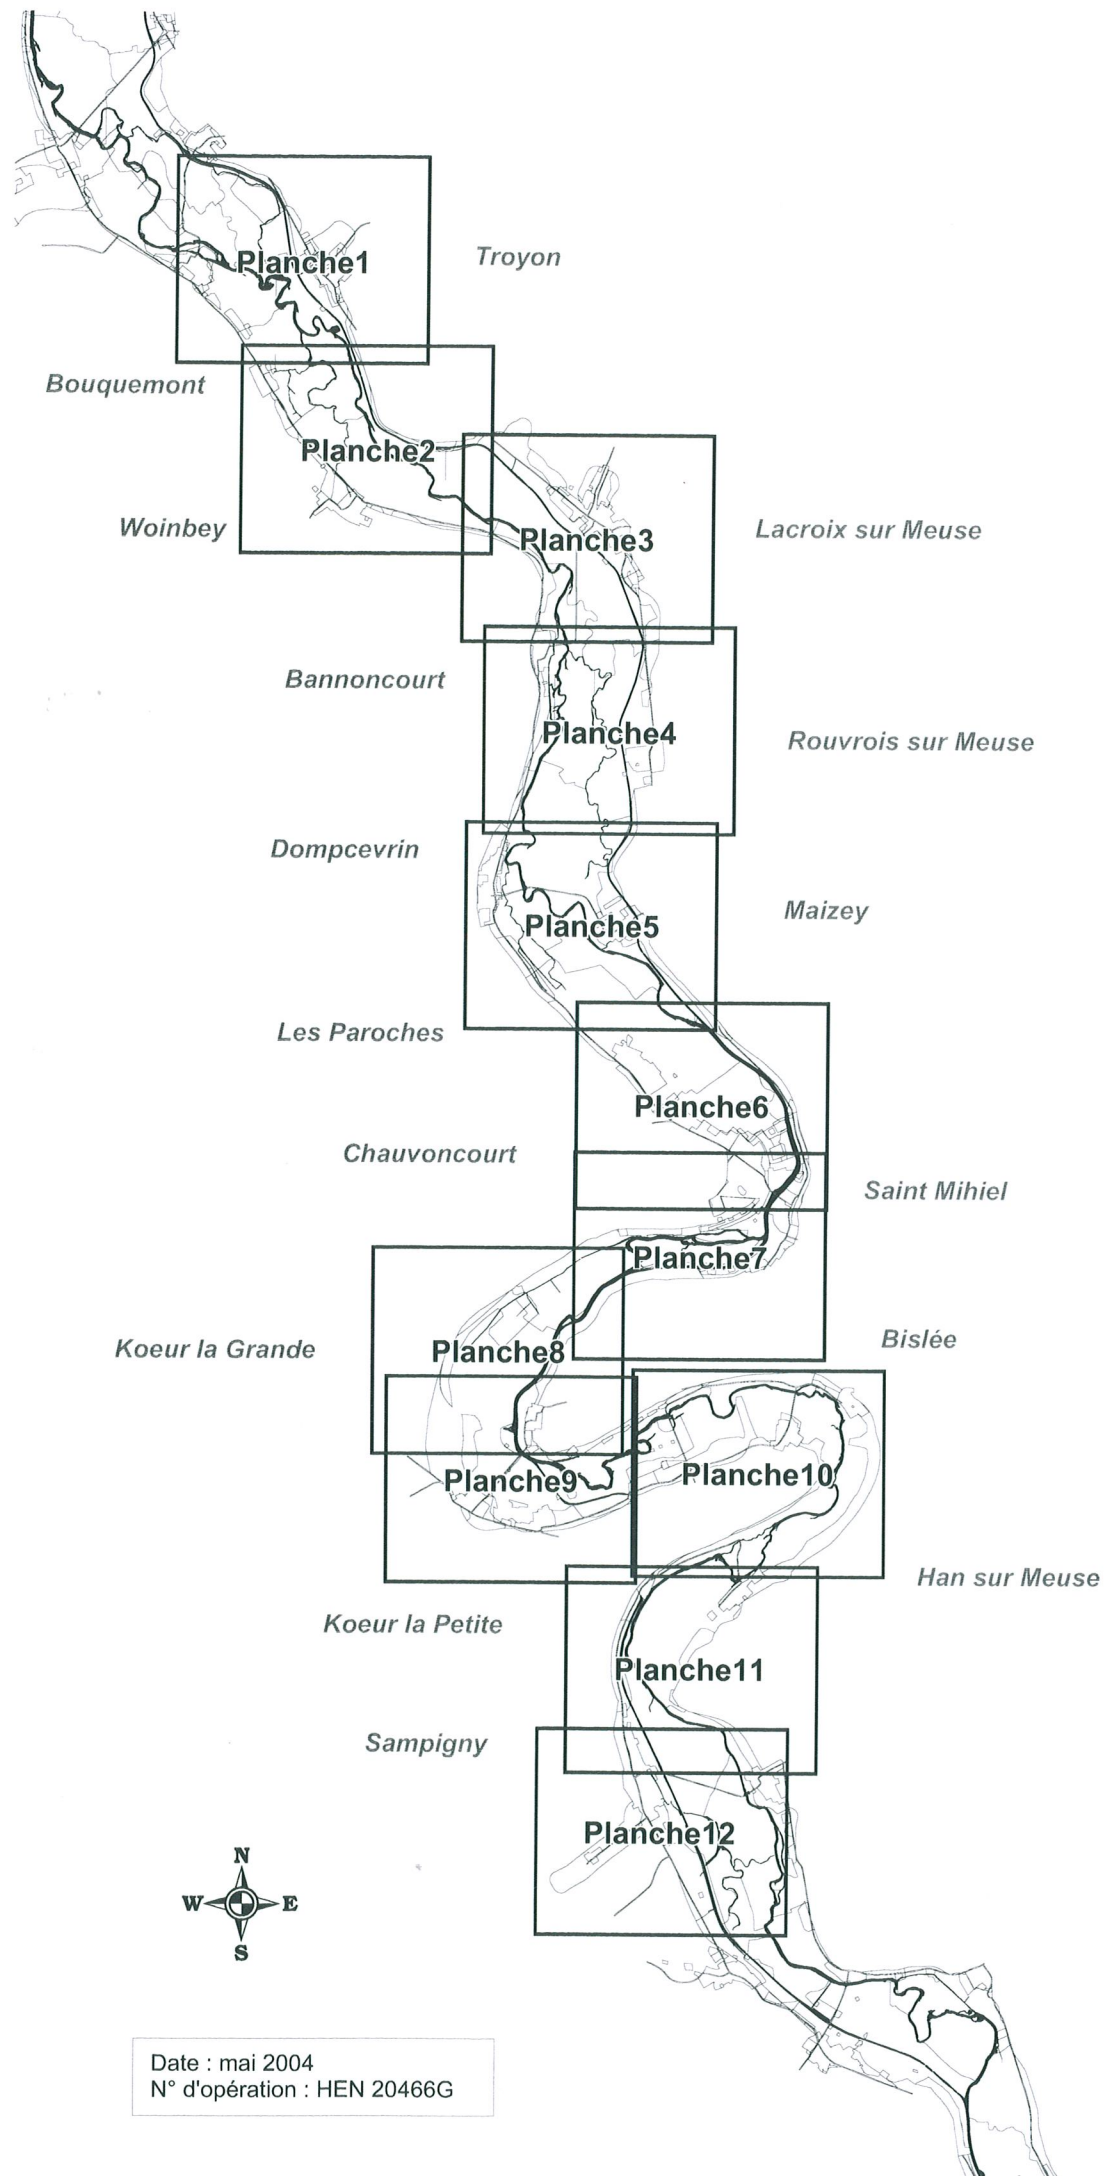 Planche1
Troyon
Bouquemont
Planche2
Woinbey
Planche3
Lacroix sur Meuse
Bannoncourt
Planche4
Rouvrois sur Meuse
Dompcevrin
Planche5
Maizey
Les Paroches
Planche6
Chauvoncourt
Saint Mihiel
Planche7
Koeur la Grande
Planche8
Bislée
Planche9
Planche10
Han sur Meuse
Koeur la Petite
Planche11
Sampigny
Planche12
N
W E
S
Date : mai 2004
N° d'opération : HEN 20466G